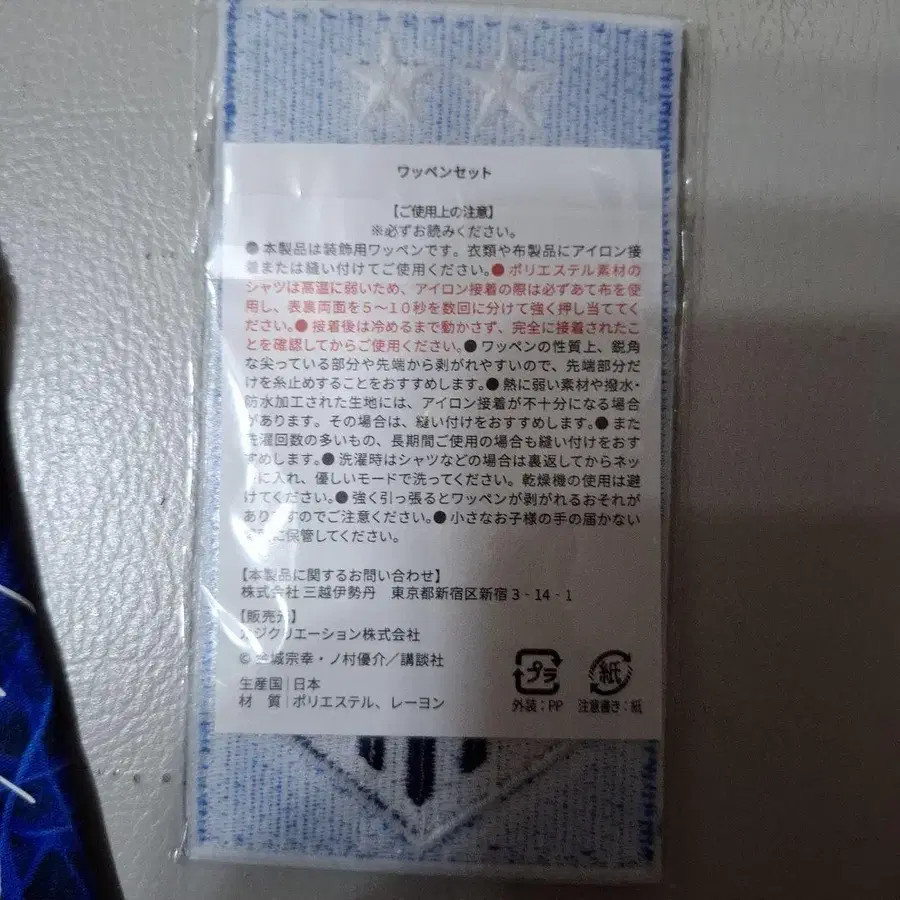 ワッペンセット
【ご使用上の注意】
※必ずお読みください。
●本製品は装飾用ワッペンです。衣類や布製品にアイロン接
着または縫い付けてご使用ください。●ポリエステル素材の
シャツは高温に弱いため、アイロン接着の際は必ずあて布を使
用し、表裏両面を5〜10秒を数回に分けて強く押し当ててく
ださい。●接着後は冷めるまで動かさず、完全に接着されたこ
とを確認してからご使用ください。●ワッペンの性質上、鋭角
な尖っている部分や先端から剥がれやすいので、先端部分だ
けを糸止めすることをおすすめします。●熱に弱い素材や撥水・
防水加工された生地には、アイロン接着が不十分になる場合
があります。その場合は、縫い付けをおすすめします。●また
洗濯回数の多いもの、長期間ご使用の場合も縫い付けをおす
すめします。●洗濯時はシャツなどの場合は裏返してからネッ
に入れ、優しいモードで洗ってください。乾燥機の使用は避
けてください。●強く引っ張るとワッペンが剥がれるおそれが
ありますのでご注意ください。●小さなお子様の手の届かない
に保管してください。
【本製品に関するお問い合わせ】
株式会社 三越伊勢丹 東京都新宿区新宿3-14-1
【販売元】
クリエーション株式会社
© 金城宗幸・ノ村優介/講談社
生産国|日本
材 質|ポリエステル、レーヨン
プラ
紙
外装:PP
注意書き:紙